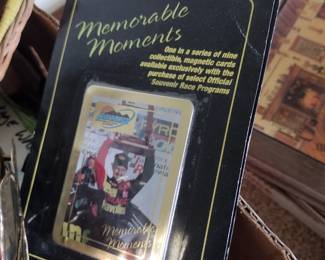 Memorable
Moments
One in a series of nine
collectible, magnetic cards
available exclusively with the
purchase of select Official
Souvenir Race Programs
Memorable
Moments